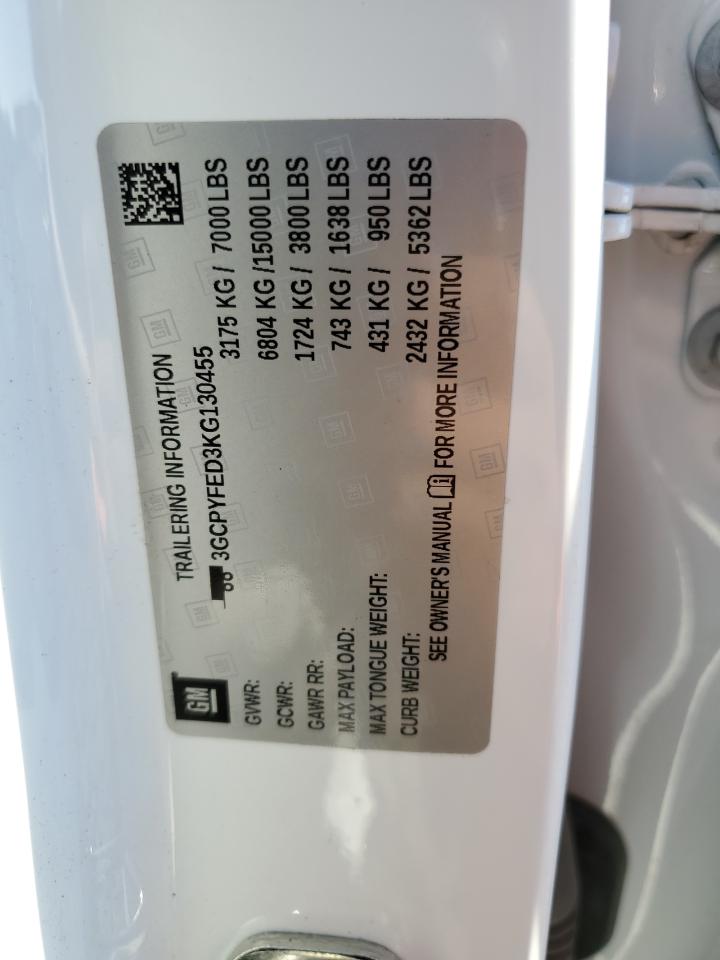 GM
TRAILERING INFORMATION
3GCPYFED3KG130455
GVWR: 3175 KG / 7000 LBS
GCWR: 6804 KG / 15000 LBS
GAWR RR: 1724 KG / 3800 LBS
MAX PAYLOAD: 743 KG / 1638 LBS
MAX TONGUE WEIGHT: 431 KG / 950 LBS
CURB WEIGHT: 2432 KG / 5362 LBS
SEE OWNER'S MANUAL FOR MORE INFORMATION